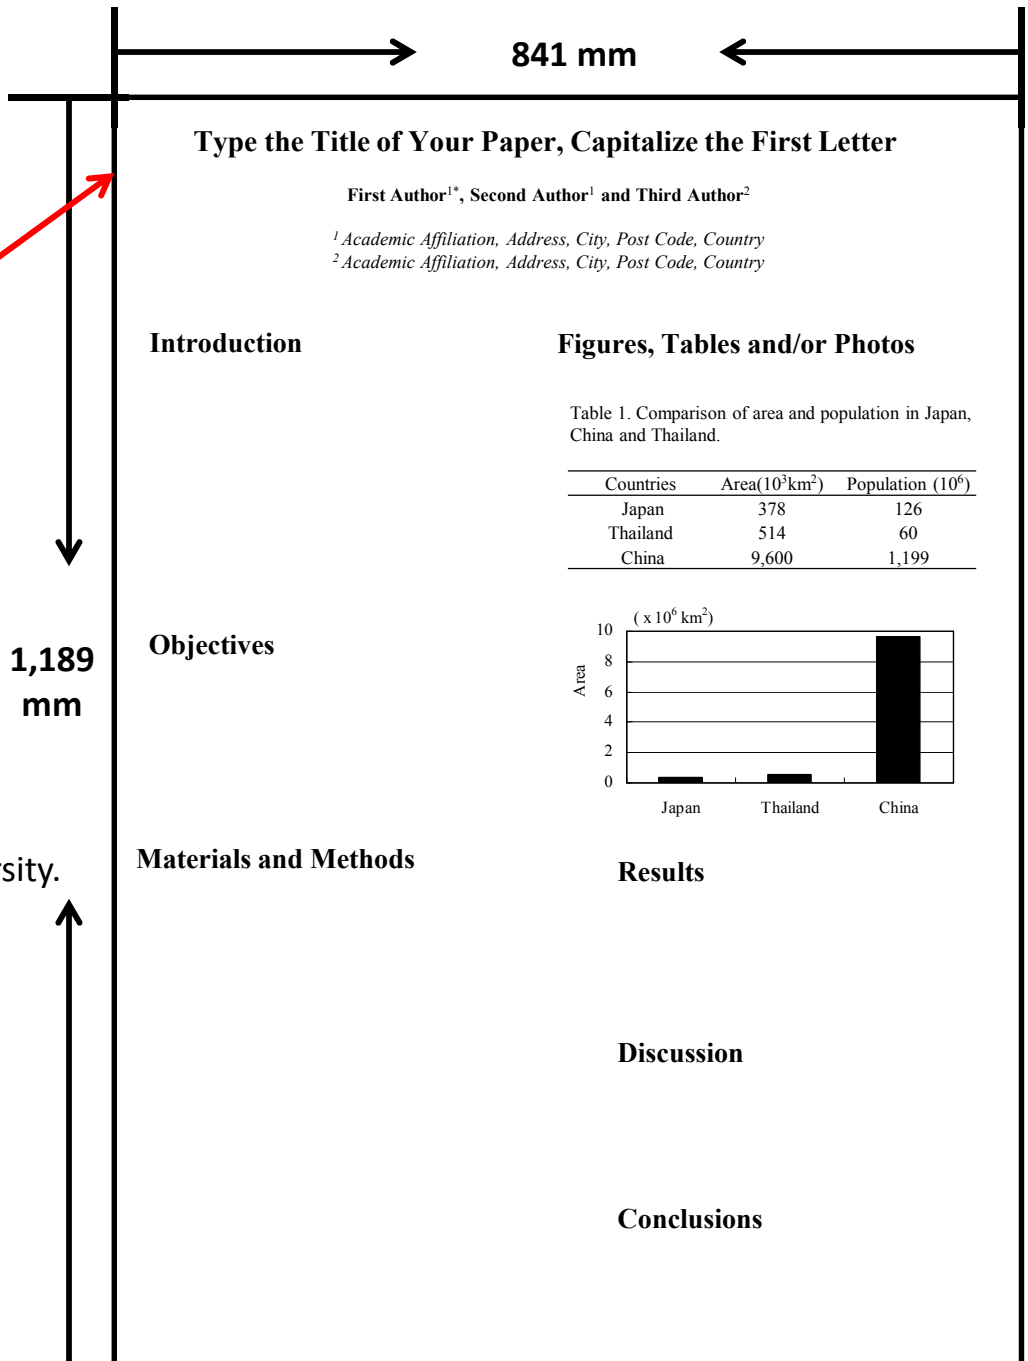 841 mm
Type the Title of Your Paper, Capitalize the First Letter
First Author¹*, Second Author¹ and Third Author²
¹ Academic Affiliation, Address, City, Post Code, Country
² Academic Affiliation, Address, City, Post Code, Country
Introduction
Figures, Tables and/or Photos
Table 1. Comparison of area and population in Japan,
China and Thailand.
Countries Area(10³km²) Population (10⁶)
Japan 378 126
Thailand 514 60
China 9,600 1,199
1,189
mm
Objectives
( x 10⁶ km²)
Area
10
8
6
4
2
0
Japan Thailand China
rsity.
Materials and Methods
Results
Discussion
Conclusions